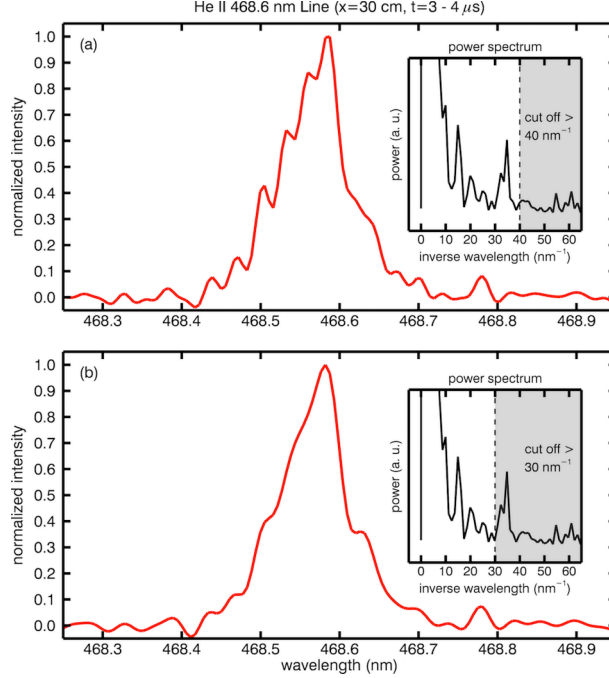 He II 468.6 nm Line (x=30 cm, t=3 - 4 μs)
(a)
normalized intensity
1.0
0.9
0.8
0.7
0.6
0.5
0.4
0.3
0.2
0.1
0.0
468.3 468.4 468.5 468.6 468.7 468.8 468.9
power spectrum
power (a. u.)
cut off >
40 nm⁻¹
0 10 20 30 40 50 60
inverse wavelength (nm⁻¹)
(b)
normalized intensity
1.0
0.9
0.8
0.7
0.6
0.5
0.4
0.3
0.2
0.1
0.0
468.3 468.4 468.5 468.6 468.7 468.8 468.9
wavelength (nm)
power spectrum
power (a. u.)
cut off >
30 nm⁻¹
0 10 20 30 40 50 60
inverse wavelength (nm⁻¹)